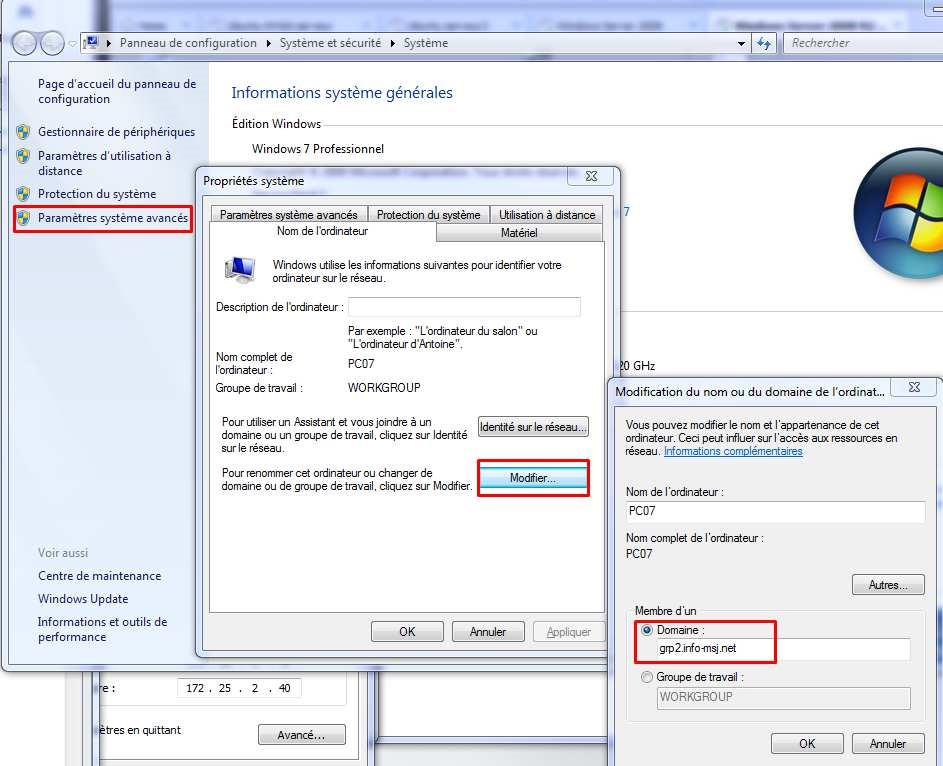 Panneau de configuration ▸ Système et sécurité ▸ Système
Rechercher
Page d'accueil du panneau de
configuration
Gestionnaire de périphériques
Paramètres d'utilisation à
distance
Protection du système
Paramètres système avancés
Voir aussi
Centre de maintenance
Windows Update
Informations et outils de
performance
Informations système générales
Édition Windows
Windows 7 Professionnel
7
20 GHz
Propriétés système
Paramètres système avancés
Protection du système
Utilisation à distance
Nom de l'ordinateur
Matériel
Windows utilise les informations suivantes pour identifier votre
ordinateur sur le réseau.
Description de l'ordinateur :
Par exemple : "L'ordinateur du salon" ou
"L'ordinateur d'Antoine".
Nom complet de
l'ordinateur :
PC07
Groupe de travail :
WORKGROUP
Pour utiliser un Assistant et vous joindre à un
domaine ou un groupe de travail, cliquez sur Identité
sur le réseau.
Identité sur le réseau...
Pour renommer cet ordinateur ou changer de
domaine ou de groupe de travail, cliquez sur Modifier.
Modifier...
OK
Annuler
Appliquer
Modification du nom ou du domaine de l'ordinat...
Vous pouvez modifier le nom et l'appartenance de cet
ordinateur. Ceci peut influer sur l'accès aux ressources en
réseau. Informations complémentaires
Nom de l'ordinateur :
PC07
Nom complet de l'ordinateur :
PC07
Autres...
Membre d'un
Domaine :
grp2.info-msj.net
Groupe de travail :
WORKGROUP
OK
Annuler
re :
172 . 25 . 2 . 40
ètres en quittant
Avancé...